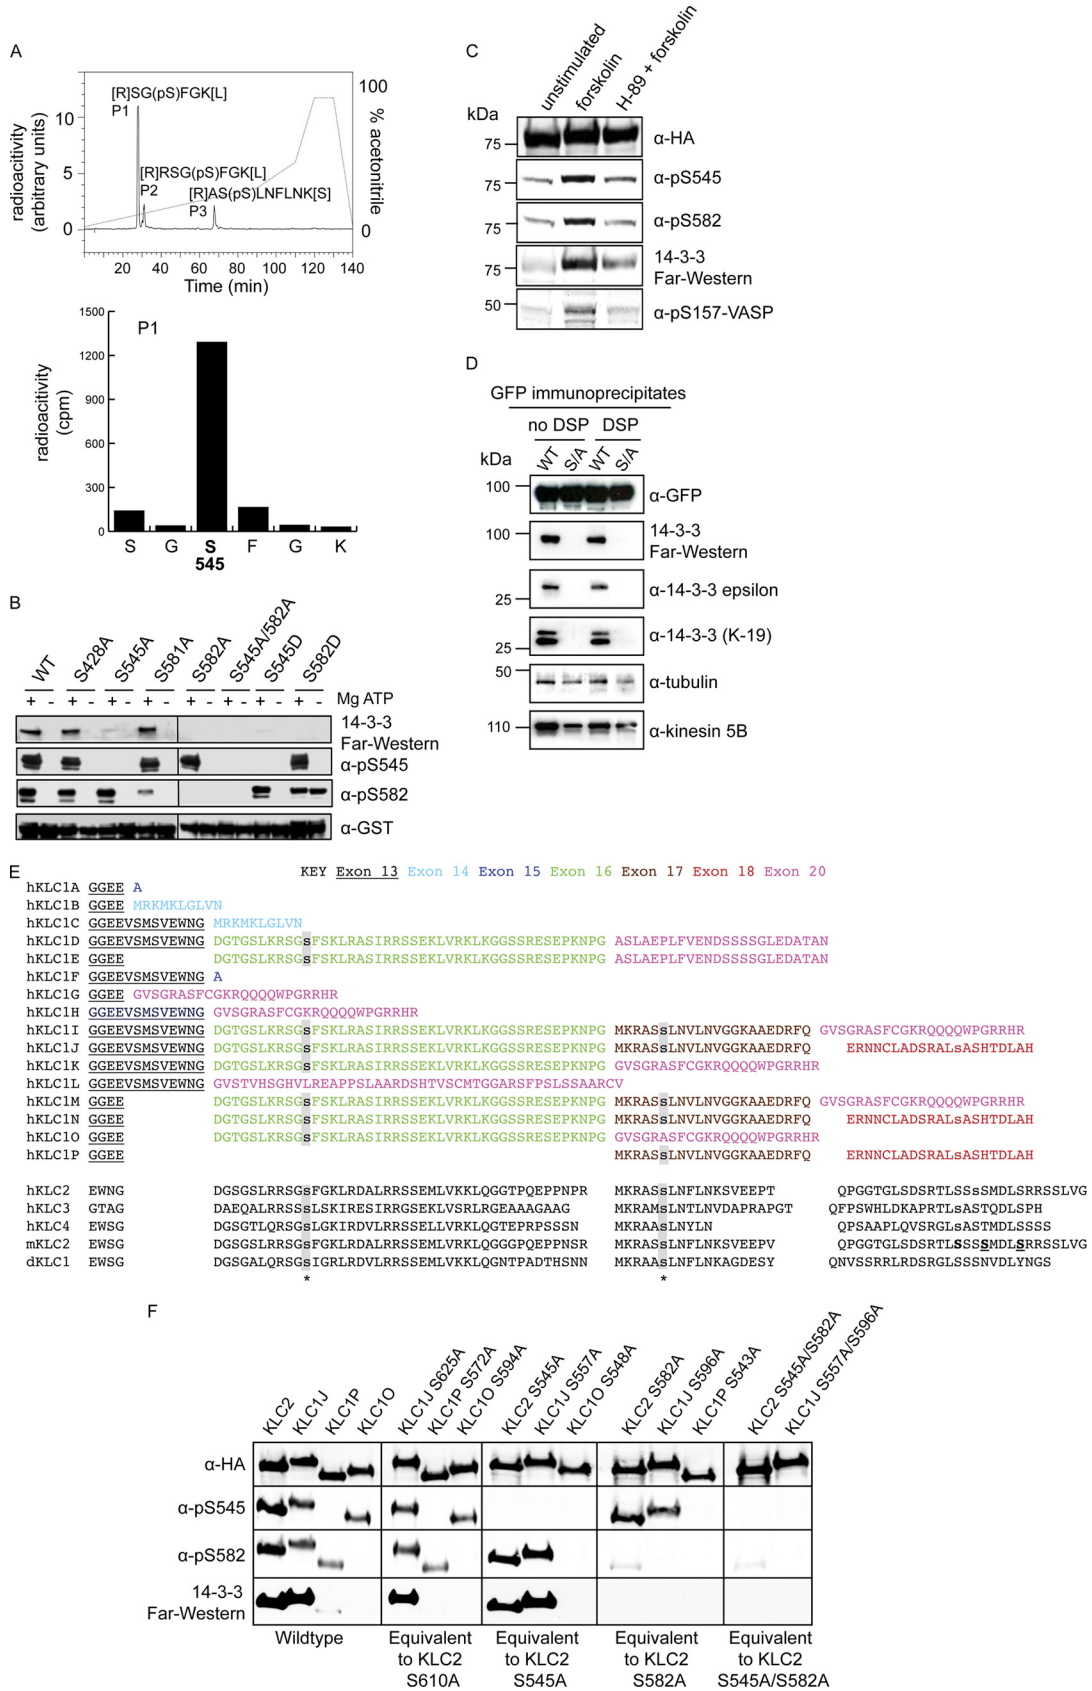 A
[R]SG(pS)FGK[L]
P1
[R]RSG(pS)FGK[L]
P2
[R]AS(pS)LNFLNK[S]
P3
radioacitivity
(arbitrary units)
10
5
0
100
% acetonitrile
0
20 40 60 80 100 120 140
Time (min)
P1
radioacitivity
(cpm)
1500
1200
900
600
300
0
S G S F G K
545
B
WT S428A S545A S581A S582A S545A/582A S545D S582D
+ - + - + - + - + - + - + - + - Mg ATP
14-3-3
Far-Western
α-pS545
α-pS582
α-GST
C
unstimulated forskolin H-89 + forskolin
kDa
75 α-HA
75 α-pS545
75 α-pS582
75 14-3-3
Far-Western
50 α-pS157-VASP
D
GFP immunoprecipitates
no DSP DSP
kDa WT S/A WT S/A
100 α-GFP
100 14-3-3
Far-Western
25 α-14-3-3 epsilon
25 α-14-3-3 (K-19)
50 α-tubulin
110 α-kinesin 5B
E
KEY Exon 13 Exon 14 Exon 15 Exon 16 Exon 17 Exon 18 Exon 20
hKLC1A GGEE A
hKLC1B GGEE MRKMKLGLVN
hKLC1C GGEEVSMSVEWNG MRKMKLGLVN
hKLC1D GGEEVSMSVEWNG DGTGSLKRSGsFSKLRASIRRSSEKLVRKLKGGSSRESEPKNPG ASLAEPLFVENDSSSSGLEDATAN
hKLC1E GGEE DGTGSLKRSGsFSKLRASIRRSSEKLVRKLKGGSSRESEPKNPG ASLAEPLFVENDSSSSGLEDATAN
hKLC1F GGEEVSMSVEWNG A
hKLC1G GGEE GVSGRASFCGKRQQQQWPGRRHR
hKLC1H GGEEVSMSVEWNG GVSGRASFCGKRQQQQWPGRRHR
hKLC1I GGEEVSMSVEWNG DGTGSLKRSGsFSKLRASIRRSSEKLVRKLKGGSSRESEPKNPG MKRASsLNVLNVGGKAAEDRFQ GVSGRASFCGKRQQQQWPGRRHR
hKLC1J GGEEVSMSVEWNG DGTGSLKRSGsFSKLRASIRRSSEKLVRKLKGGSSRESEPKNPG MKRASsLNVLNVGGKAAEDRFQ ERNNCLADSRALsASHTDLAH
hKLC1K GGEEVSMSVEWNG DGTGSLKRSGsFSKLRASIRRSSEKLVRKLKGGSSRESEPKNPG GVSGRASFCGKRQQQQWPGRRHR
hKLC1L GGEEVSMSVEWNG GVSTVHSGHVLREAPPSLAARDSHTVSCMTGGARSFPSLSSAARCV
hKLC1M GGEE DGTGSLKRSGsFSKLRASIRRSSEKLVRKLKGGSSRESEPKNPG MKRASsLNVLNVGGKAAEDRFQ GVSGRASFCGKRQQQQWPGRRHR
hKLC1N GGEE DGTGSLKRSGsFSKLRASIRRSSEKLVRKLKGGSSRESEPKNPG MKRASsLNVLNVGGKAAEDRFQ ERNNCLADSRALsASHTDLAH
hKLC1O GGEE DGTGSLKRSGsFSKLRASIRRSSEKLVRKLKGGSSRESEPKNPG GVSGRASFCGKRQQQQWPGRRHR
hKLC1P GGEE MKRASsLNVLNVGGKAAEDRFQ ERNNCLADSRALsASHTDLAH
hKLC2 EWNG DGSGSLRRSGsFGKLRDALRRSSEMLVKKLQGGTPQEPPNPR MKRASsLNFLNKSVEEPT QPGGTGLSDSRTLSSsSMDLSRRSSLVG
hKLC3 GTAG DAEQALRRSSsLSKIRESIRRGSEKLVSRLRGEAAAGAAG MKRAMsLNTLNVDAPRAPGT QFPSWHLDKAPRTLsASTQDLSPH
hKLC4 EWSG DGSGTLQRSGsLGKIRDVLRRSSELLVRKLQGTEPRPSSSN MKRAAsLNYLN QPSAAPLQVSRGLsASTMDLSSSS
mKLC2 EWSG DGSGSLRRSGsFGKLRDALRRSSEMLVKKLQGGGPQEPPNSR MKRASsLNFLNKSVEEPV QPGGTGLSDSRTLSSSSMDLSRRSSLVG
dKLC1 EWSG DGSGALQRSGsIGRLRDVLRRSSELLVKKLQGNTPADTHSNN MKRAAsLNFLNKAGDESY QNVSSRRLRDSRGLSSSNVDLYNGS
* *
F
KLC2 KLC1J KLC1P KLC1O KLC1J S625A KLC1P S572A KLC1O S594A KLC2 S545A KLC1J S557A KLC1O S548A KLC2 S582A KLC1J S596A KLC1P S543A KLC2 S545A/S582A KLC1J S557A/S596A
α-HA
α-pS545
α-pS582
14-3-3
Far-Western
Wildtype Equivalent Equivalent Equivalent Equivalent
to KLC2 to KLC2 to KLC2 to KLC2
S610A S545A S582A S545A/S582A